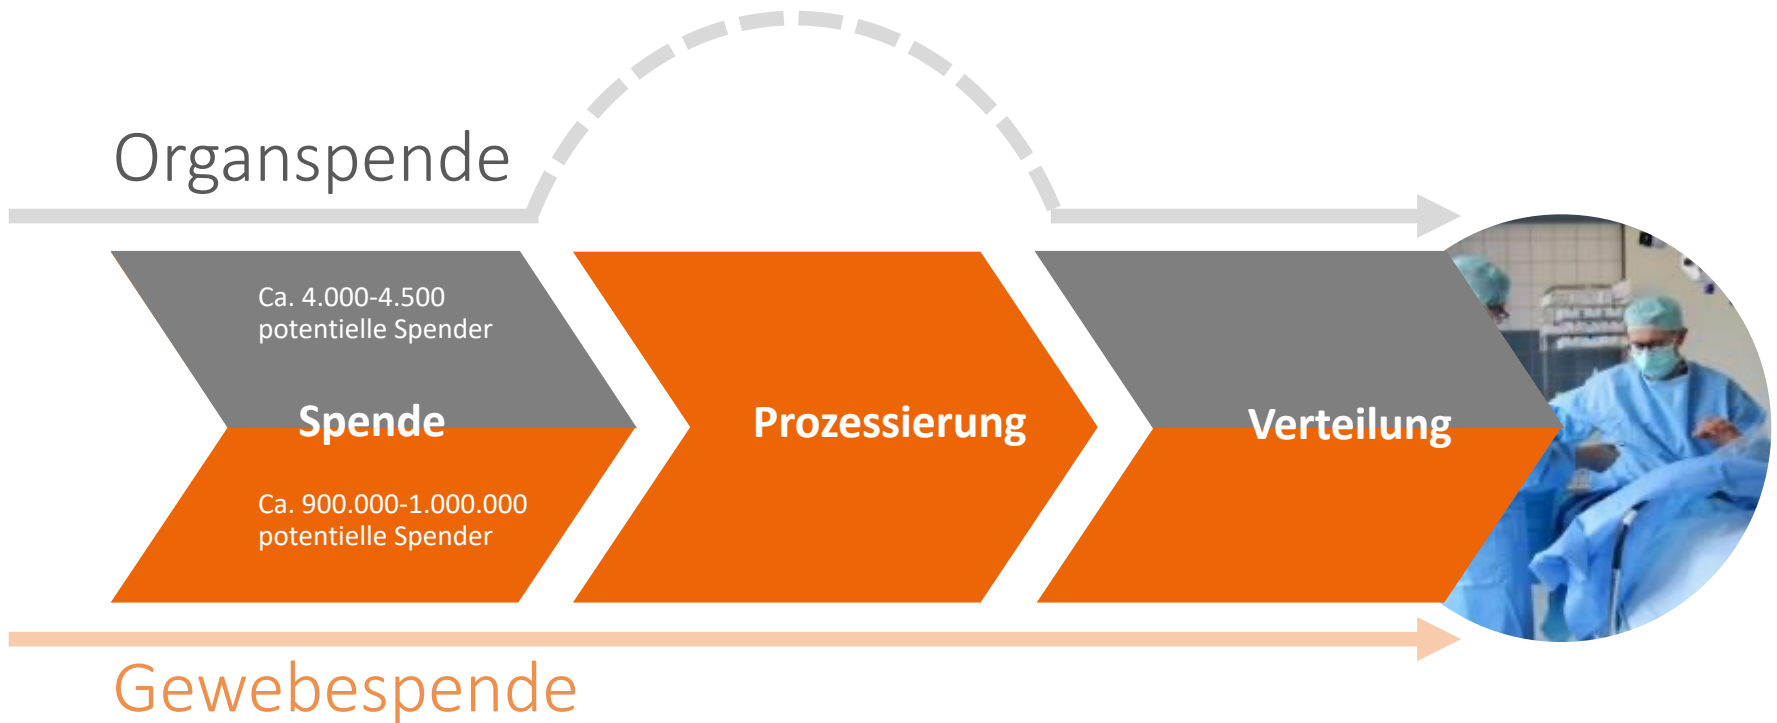 Organspende
Ca. 4.000-4.500
potentielle Spender
Spende
Prozessierung
Verteilung
Ca. 900.000-1.000.000
potentielle Spender
Gewebespende